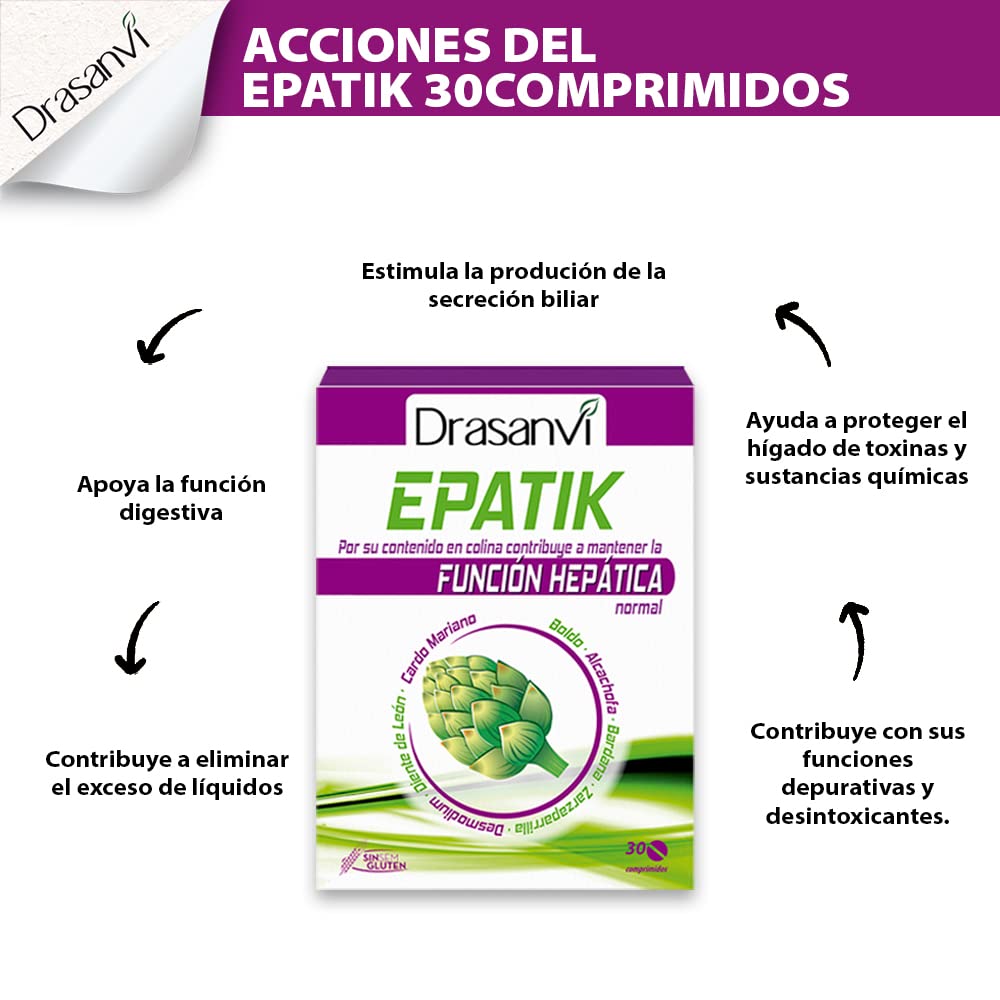 Drasanvi
ACCIONES DEL
EPATIK 30COMPRIMIDOS
Estimula la produción de la
secreción biliar
Apoya la función
digestiva
Contribuye a eliminar
el exceso de líquidos
Ayuda a proteger el
hígado de toxinas y
sustancias químicas
Contribuye con sus
funciones
depurativas y
desintoxicantes.
Drasanvi
EPATIK
Por su contenido en colina contribuye a mantener la
FUNCIÓN HEPÁTICA
normal
Boldo · Alcachofa · Bardana · Zarzaparrilla · Desmodium · Diente de León · Cardo Mariano
SINSEM
GLUTEN
30
comprimidos